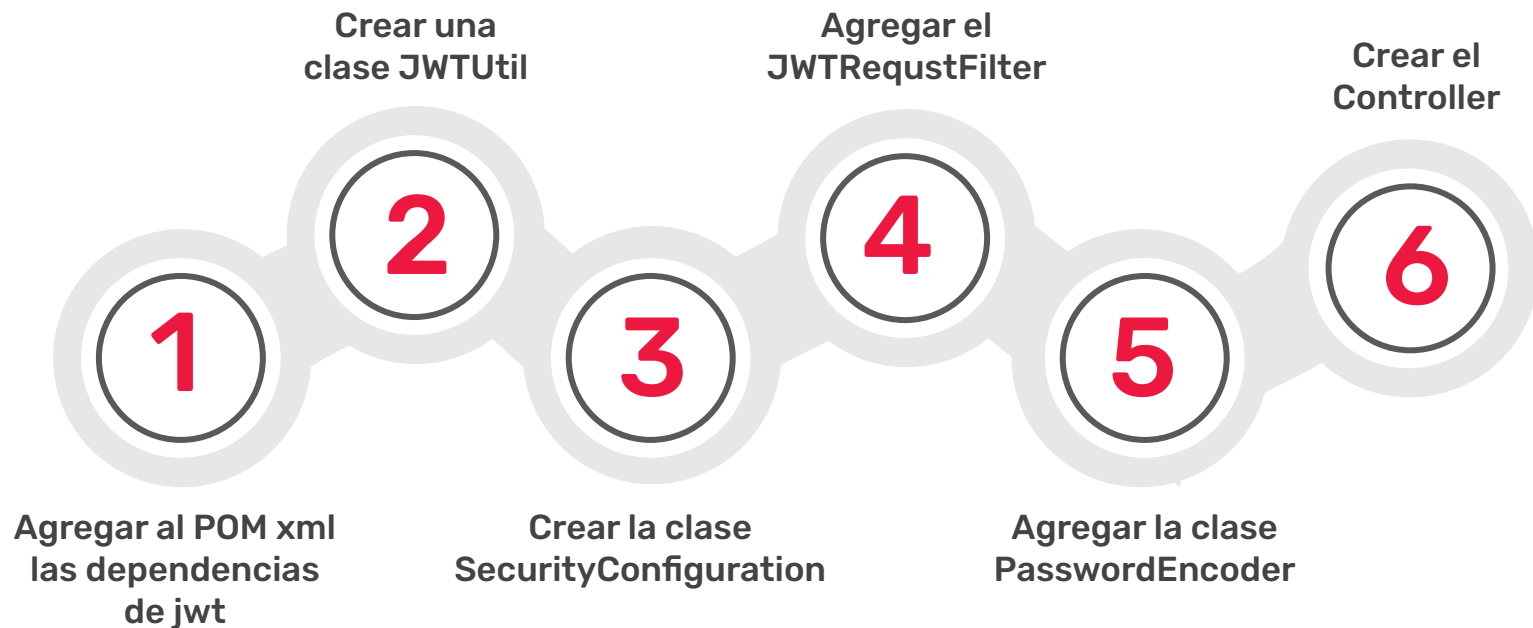 1
Agregar al POM xml
las dependencias
de jwt
2
Crear una
clase JWTUtil
3
Crear la clase
SecurityConfiguration
4
Agregar el
JWTRequstFilter
5
Agregar la clase
PasswordEncoder
6
Crear el
Controller